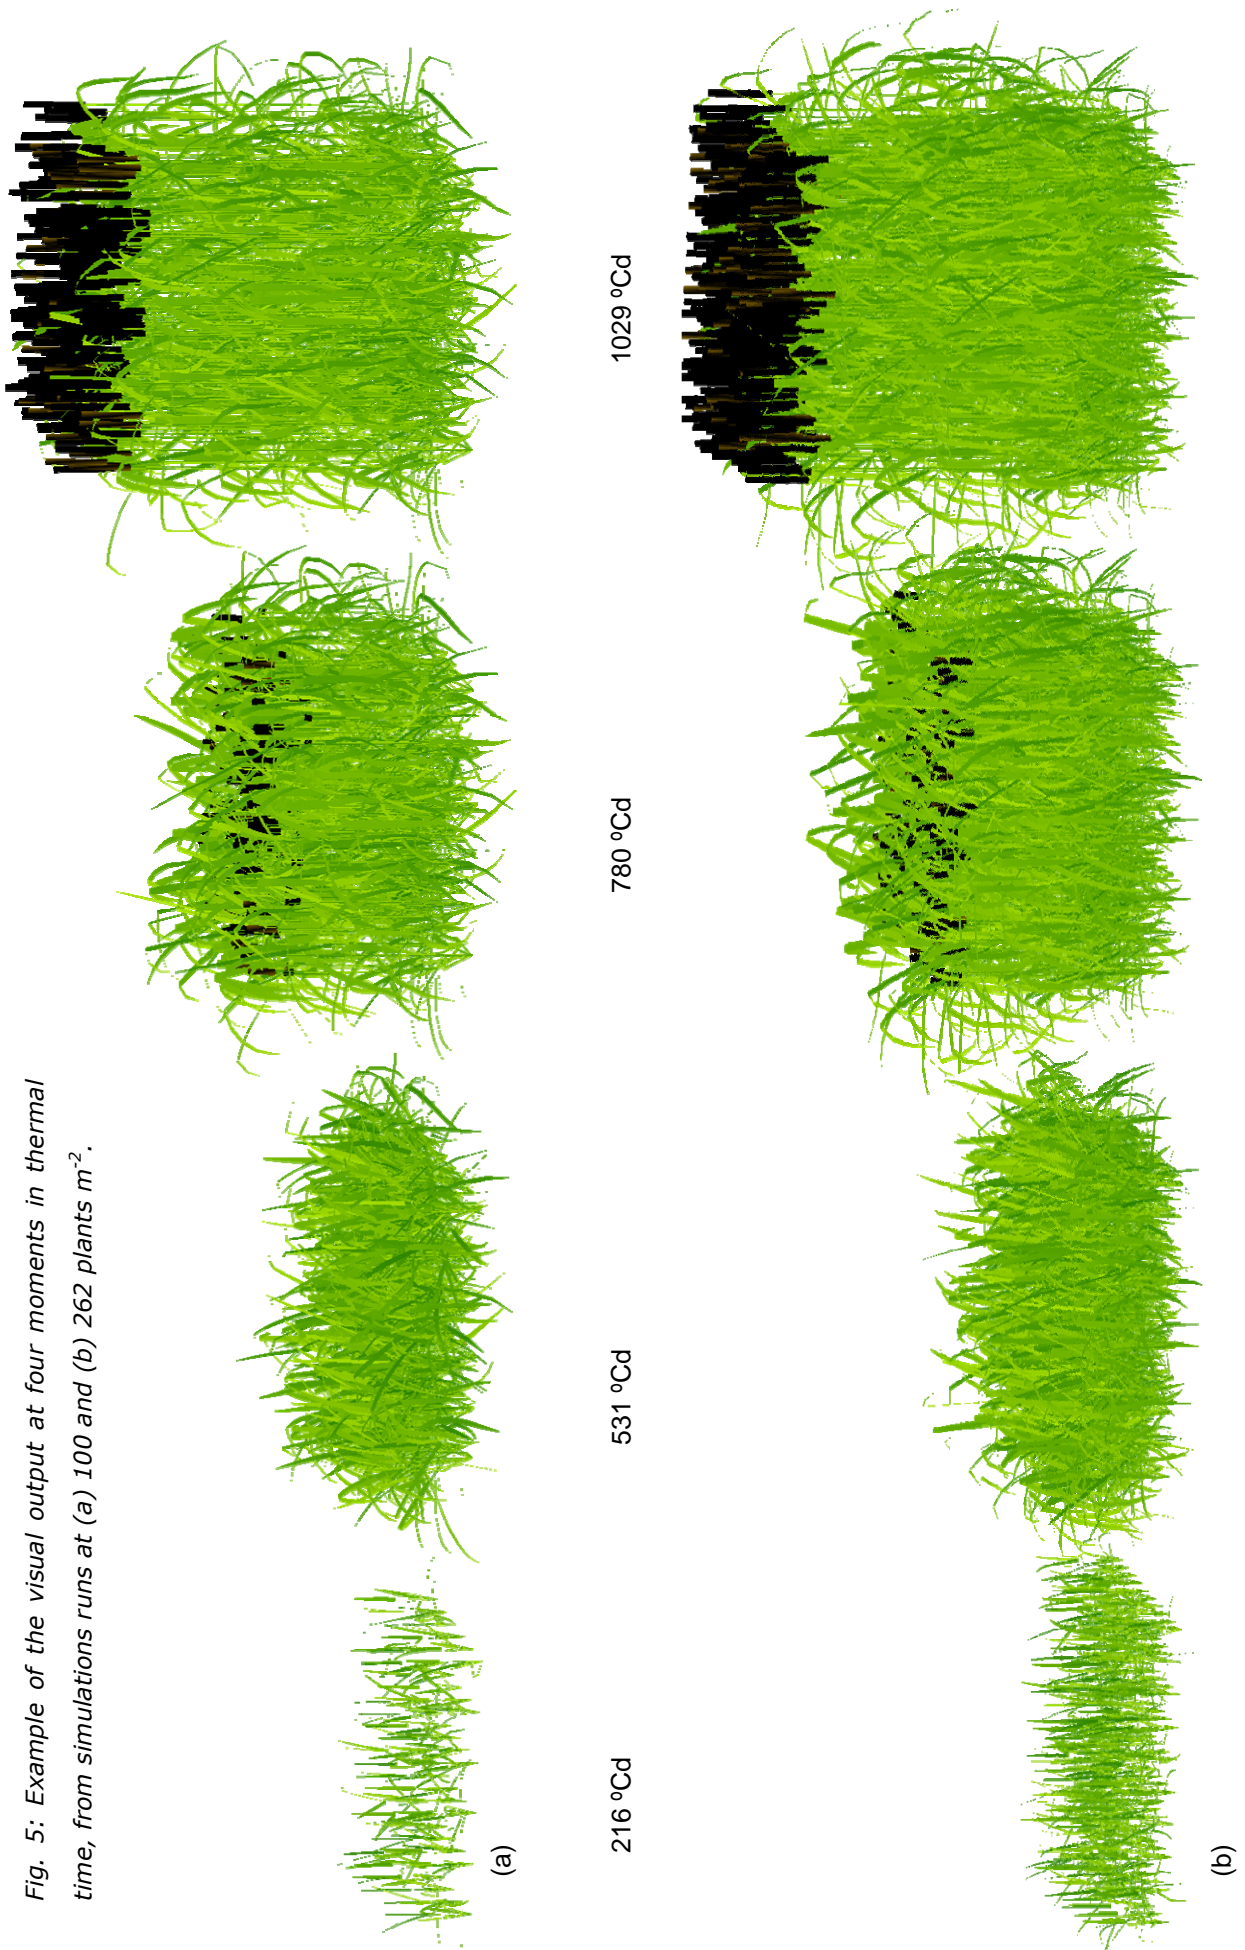 Fig. 5: Example of the visual output at four moments in thermal
time, from simulations runs at (a) 100 and (b) 262 plants m⁻².
(a)
216 ºCd
531 ºCd
780 ºCd
1029 ºCd
(b)